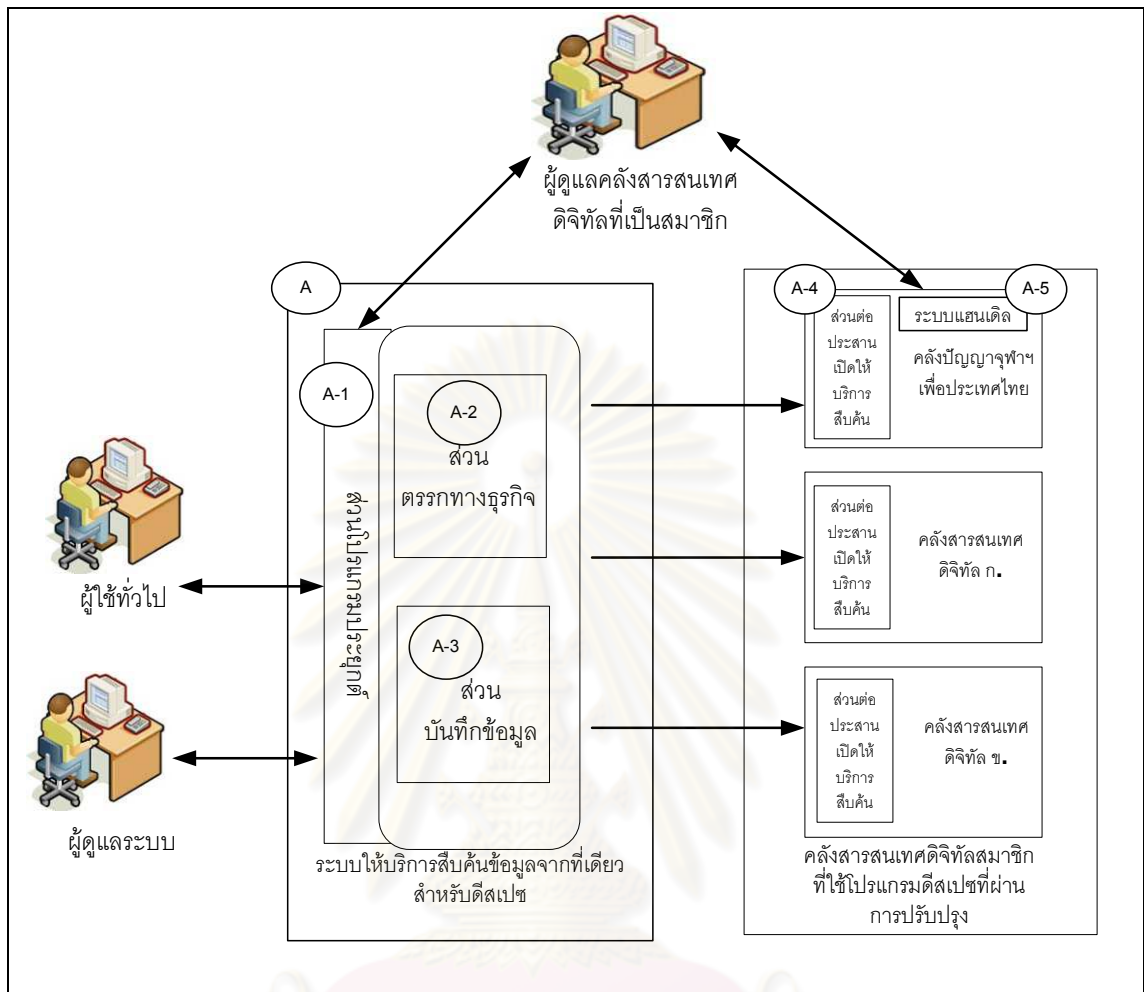 ผู้ดูแลคลังสารสนเทศ
ดิจิทัลที่เป็นสมาชิก
A
A-1
A-2
ส่วน
ตรรกทางธุรกิจ
A-3
ส่วน
บันทึกข้อมูล
ส่วนโปรแกรมประยุกต์
ระบบให้บริการสืบค้นข้อมูลจากที่เดียว
สำหรับดีสเปซ
ผู้ใช้ทั่วไป
ผู้ดูแลระบบ
A-4
A-5
ส่วนต่อ
ประสาน
เปิดให้
บริการ
สืบค้น
ระบบแฮนเดิล
คลังปัญญาจุฬาฯ
เพื่อประเทศไทย
ส่วนต่อ
ประสาน
เปิดให้
บริการ
สืบค้น
คลังสารสนเทศ
ดิจิทัล ก.
ส่วนต่อ
ประสาน
เปิดให้
บริการ
สืบค้น
คลังสารสนเทศ
ดิจิทัล ข.
คลังสารสนเทศดิจิทัลสมาชิก
ที่ใช้โปรแกรมดีสเปซที่ผ่าน
การปรับปรุง